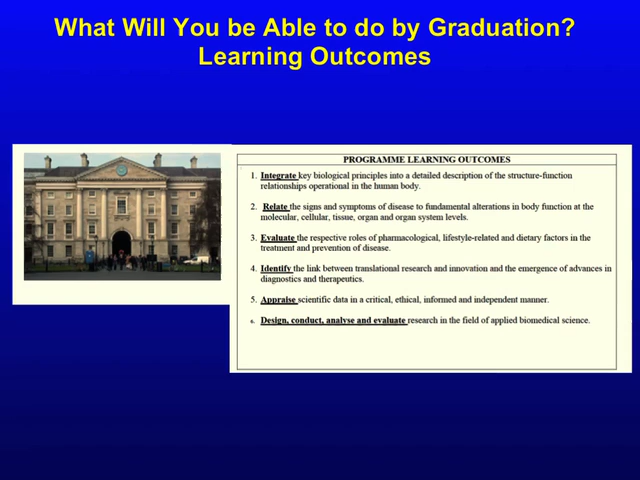 What Will You be Able to do by Graduation?
Learning Outcomes
PROGRAMME LEARNING OUTCOMES
1. Integrate key biological principles into a detailed description of the structure-function
relationships operational in the human body.
2. Relate the signs and symptoms of disease to fundamental alterations in body function at the
molecular, cellular, tissue, organ and organ system levels.
3. Evaluate the respective roles of pharmacological, lifestyle-related and dietary factors in the
treatment and prevention of disease.
4. Identify the link between translational research and innovation and the emergence of advances in
diagnostics and therapeutics.
5. Appraise scientific data in a critical, ethical, informed and independent manner.
6. Design, conduct, analyse and evaluate research in the field of applied biomedical science.